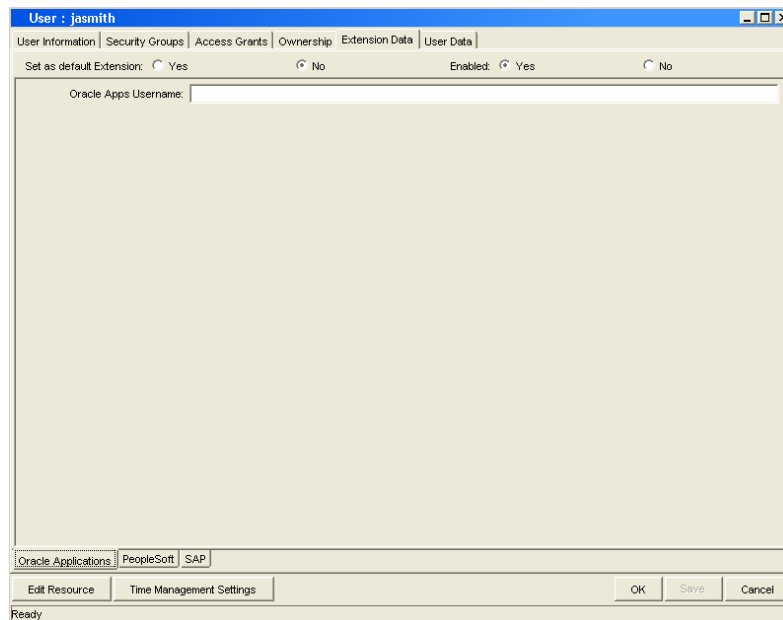 User : jasmith
User Information Security Groups Access Grants Ownership Extension Data User Data
Set as default Extension: Yes No Enabled: Yes No
Oracle Apps Username:
Oracle Applications PeopleSoft SAP
Edit Resource Time Management Settings OK Save Cancel
Ready